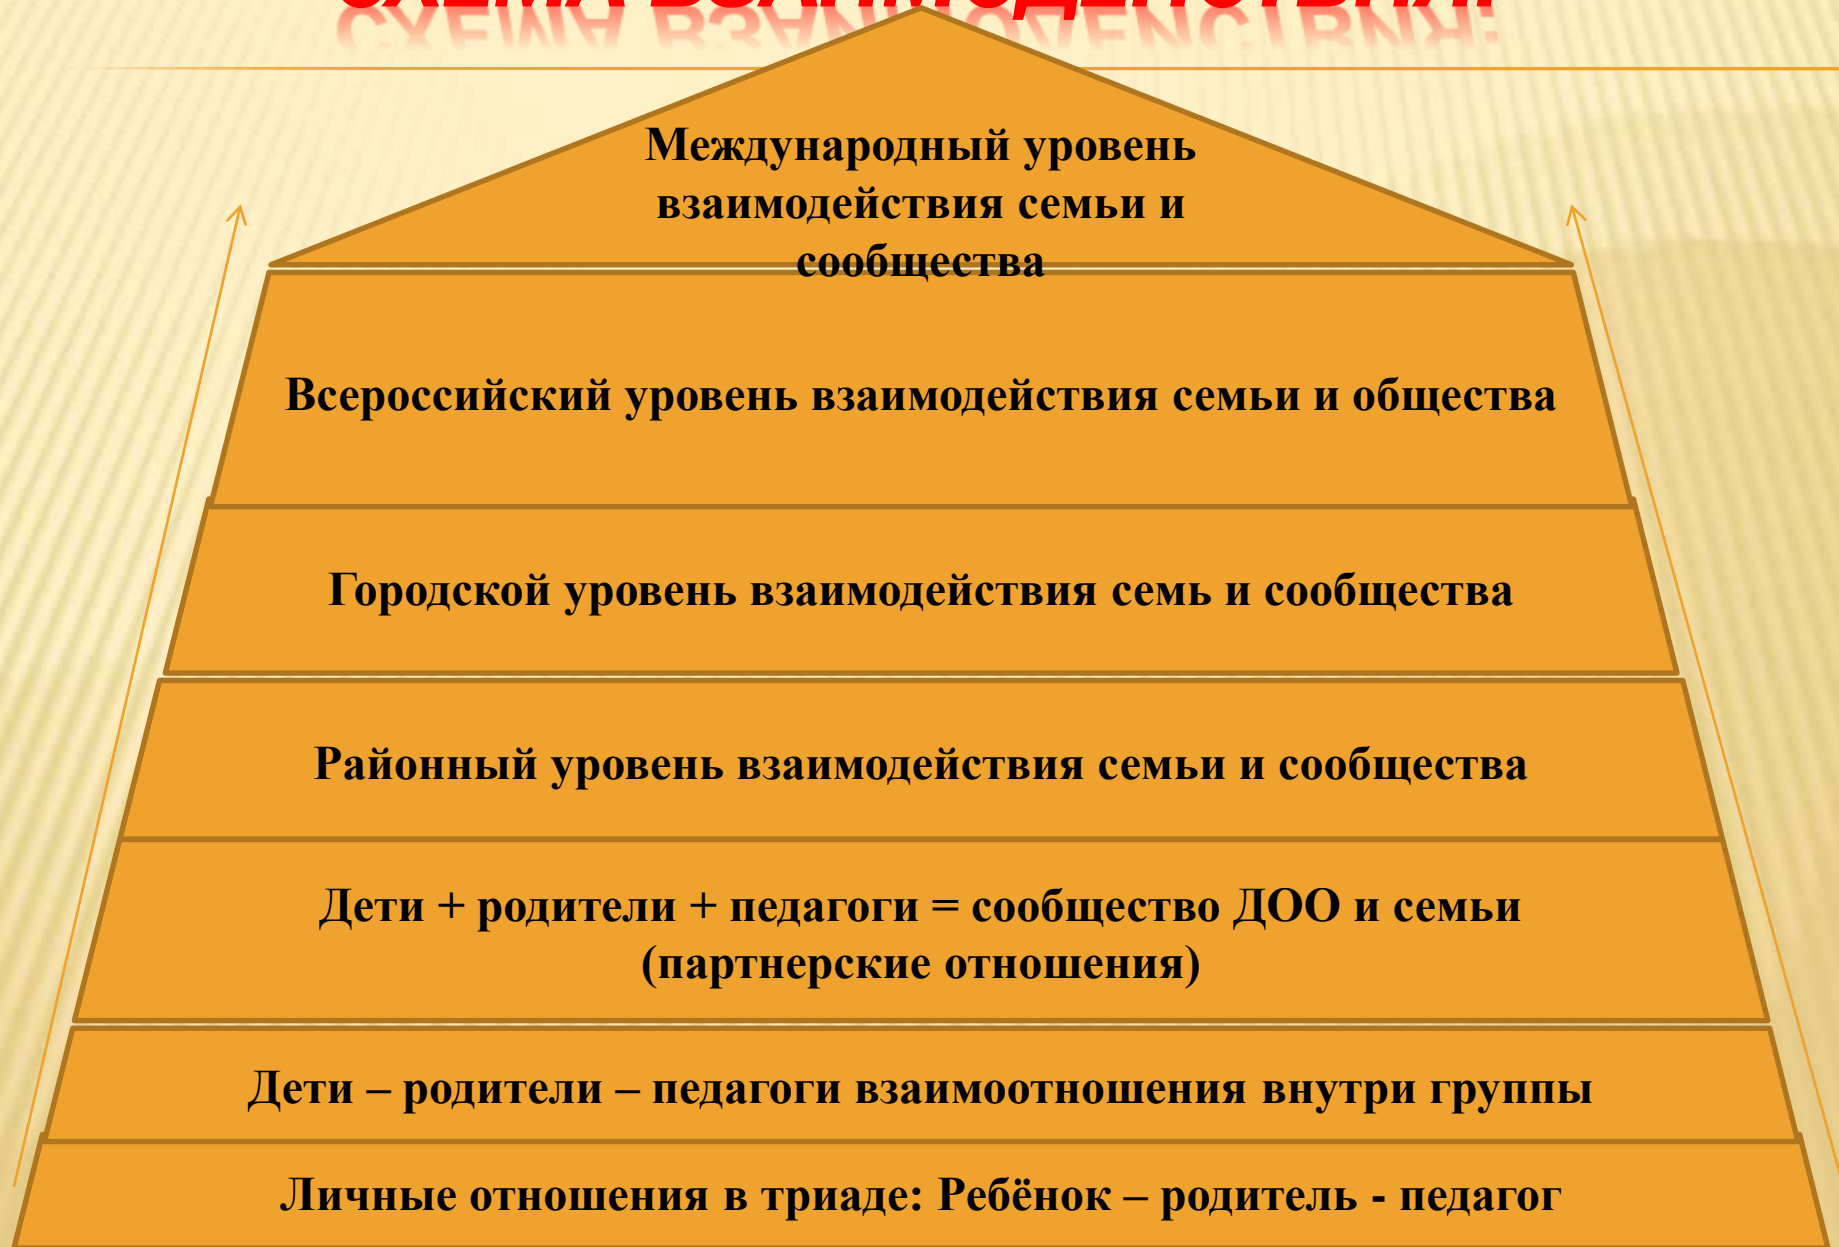 СХЕМА ВЗАИМОДЕЙСТВИЯ:
Международный уровень
взаимодействия семьи и
сообщества
Всероссийский уровень взаимодействия семьи и общества
Городской уровень взаимодействия семь и сообщества
Районный уровень взаимодействия семьи и сообщества
Дети + родители + педагоги = сообщество ДОО и семьи
(партнерские отношения)
Дети – родители – педагоги взаимоотношения внутри группы
Личные отношения в триаде: Ребёнок – родитель - педагог